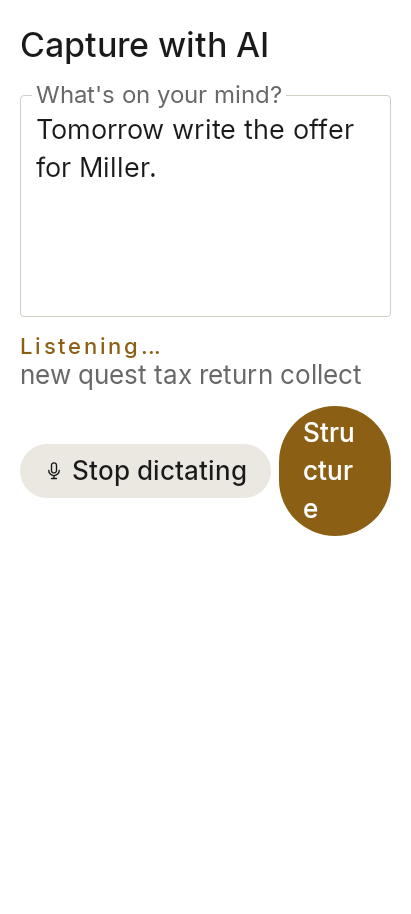 Capture with AI
What's on your mind?
Tomorrow write the offer
for Miller.
Listening…
new quest tax return collect
Stop dictating
Stru
ctur
e